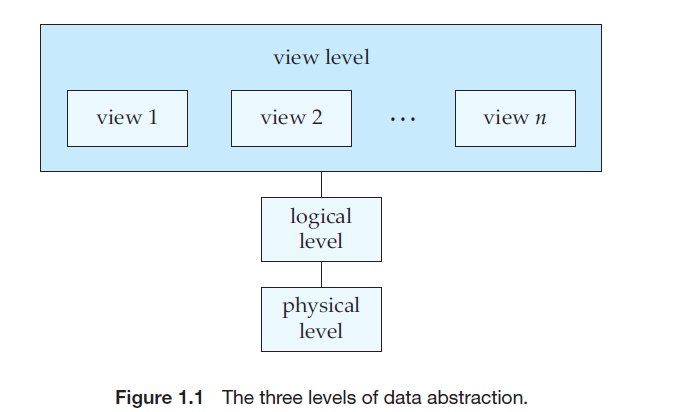 view level
view 1
view 2
...
view n
logical
level
physical
level
Figure 1.1 The three levels of data abstraction.